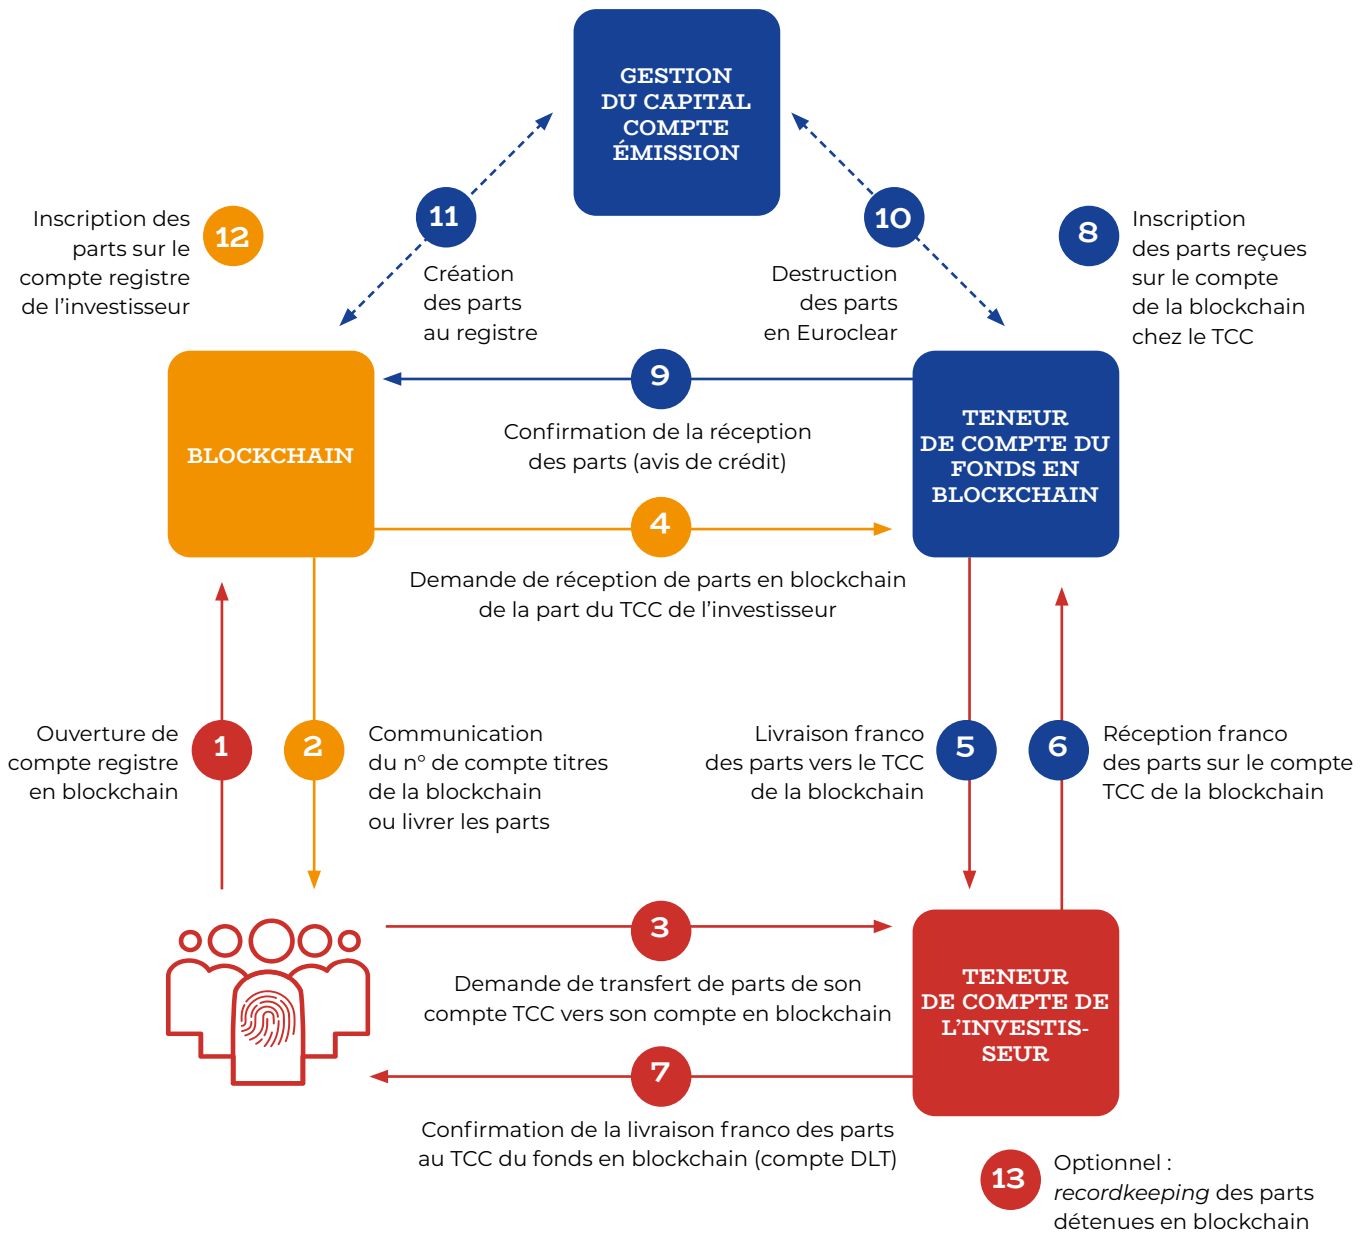 GESTION
DU CAPITAL
COMPTE
ÉMISSION
11
Création
des parts
au registre
10
Destruction
des parts
en Euroclear
12
Inscription des
parts sur le
compte registre
de l'investisseur
8
Inscription
des parts reçues
sur le compte
de la blockchain
chez le TCC
BLOCKCHAIN
9
Confirmation de la réception
des parts (avis de crédit)
TENEUR
DE COMPTE DU
FONDS EN
BLOCKCHAIN
4
Demande de réception de parts en blockchain
de la part du TCC de l'investisseur
Ouverture de
compte registre
en blockchain
1
2
Communication
du n° de compte titres
de la blockchain
ou livrer les parts
Livraison franco
des parts vers le TCC
de la blockchain
5
6
Réception franco
des parts sur le compte
TCC de la blockchain
3
Demande de transfert de parts de son
compte TCC vers son compte en blockchain
TENEUR
DE COMPTE DE
L'INVESTIS-
SEUR
7
Confirmation de la livraison franco des parts
au TCC du fonds en blockchain (compte DLT)
13
Optionnel :
recordkeeping des parts
détenues en blockchain